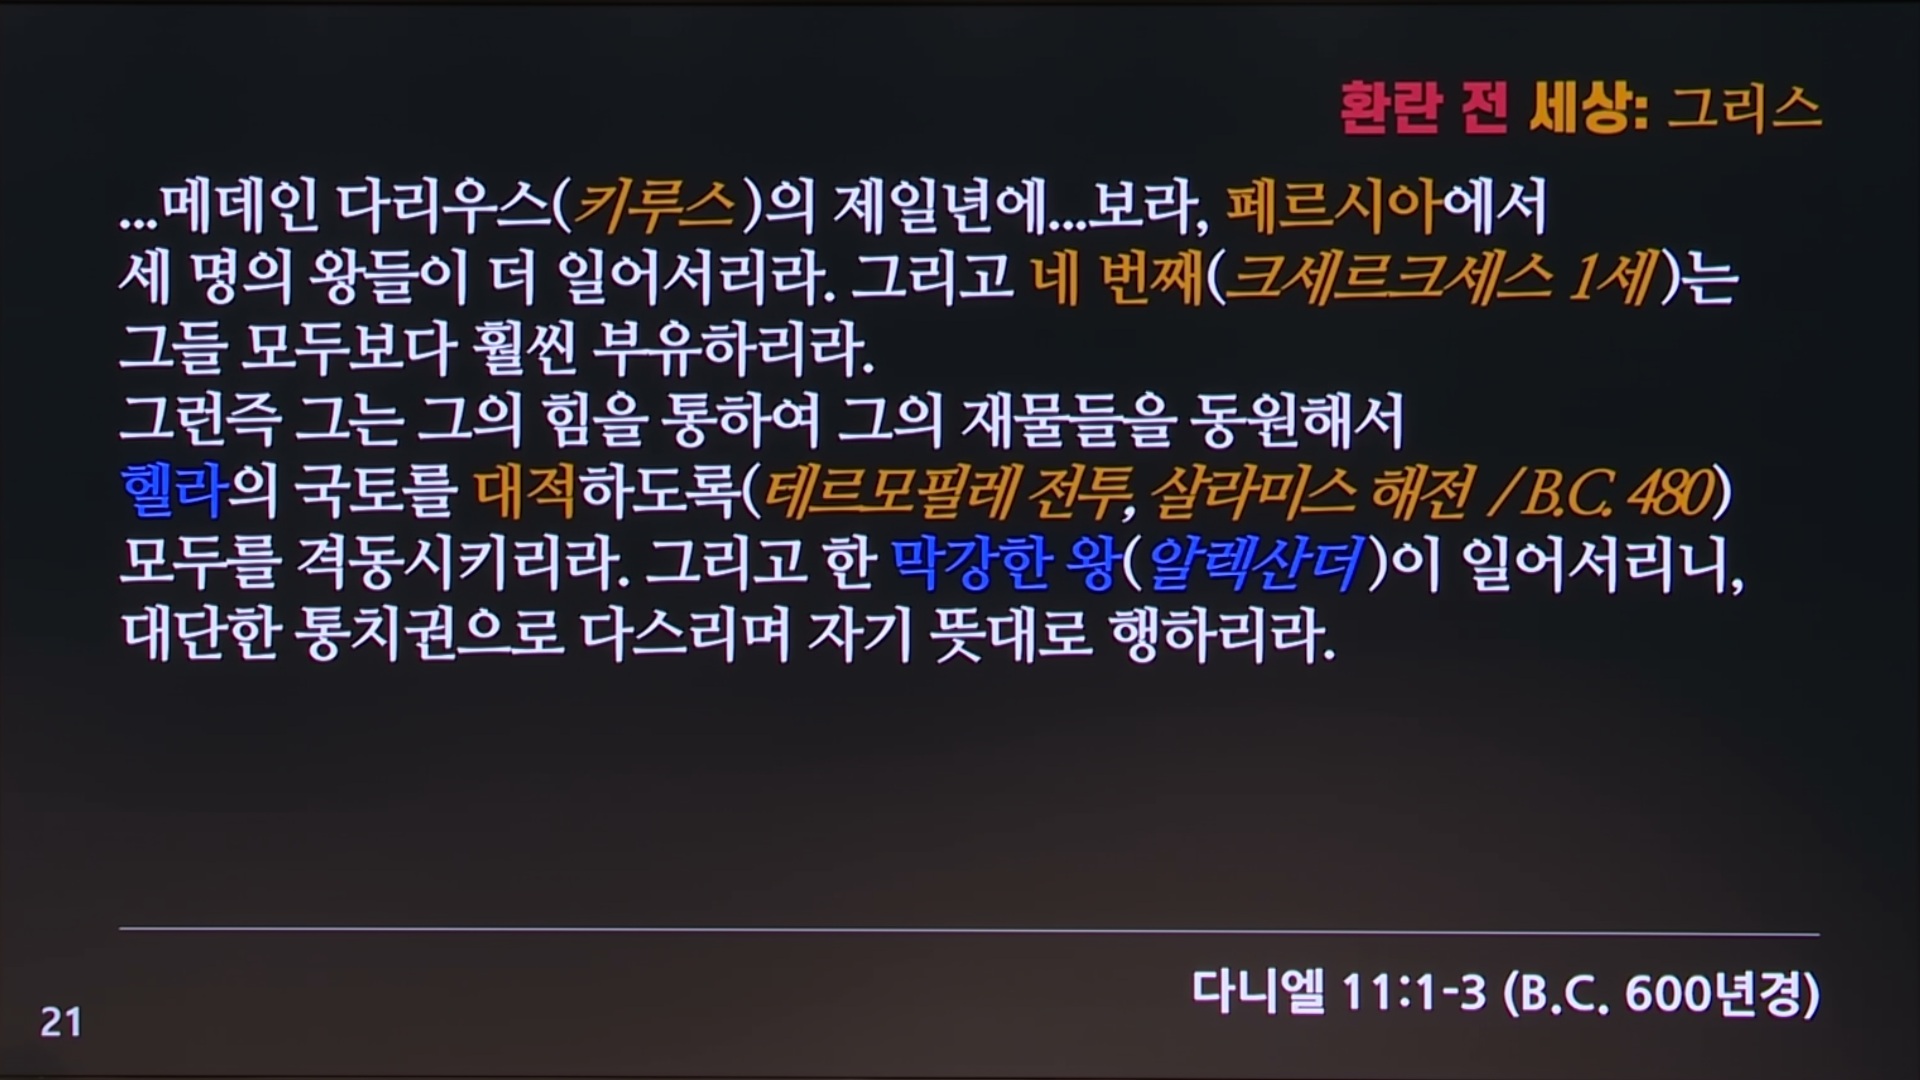 환란 전 세상: 그리스
...메데인 다리우스(키루스)의 제일년에...보라, 페르시아에서
세 명의 왕들이 더 일어서리라. 그리고 네 번째(크세르크세스 1세)는
그들 모두보다 훨씬 부유하리라.
그런즉 그는 그의 힘을 통하여 그의 재물들을 동원해서
헬라의 국토를 대적하도록(테르모필레 전투, 살라미스 해전 / B.C. 480)
모두를 격동시키리라. 그리고 한 막강한 왕(알렉산더)이 일어서리니,
대단한 통치권으로 다스리며 자기 뜻대로 행하리라.
다니엘 11:1-3 (B.C. 600년경)
21